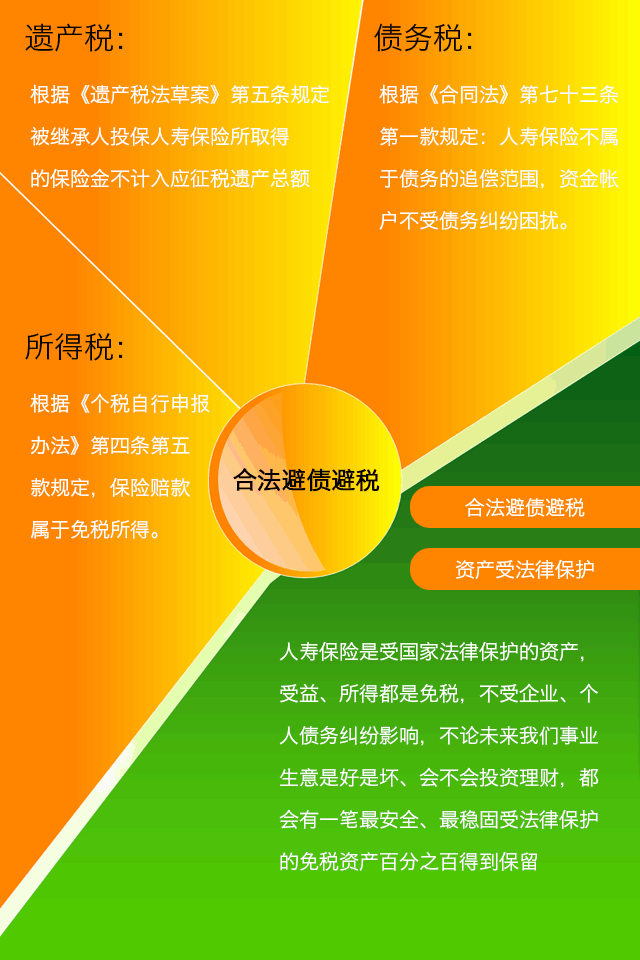 遗产税：
根据《遗产税法草案》第五条规定
被继承人投保人寿保险所取得
的保险金不计入应征税遗产总额
债务税：
根据《合同法》第七十三条
第一款规定：人寿保险不属
于债务的追偿范围，资金帐
户不受债务纠纷困扰。
所得税：
根据《个税自行申报
办法》第四条第五
款规定，保险赔款
属于免税所得。
合法避债避税
合法避债避税
资产受法律保护
人寿保险是受国家法律保护的资产，
受益、所得都是免税，不受企业、个
人债务纠纷影响，不论未来我们事业
生意是好是坏、会不会投资理财，都
会有一笔最安全、最稳固受法律保护
的免税资产百分之百得到保留